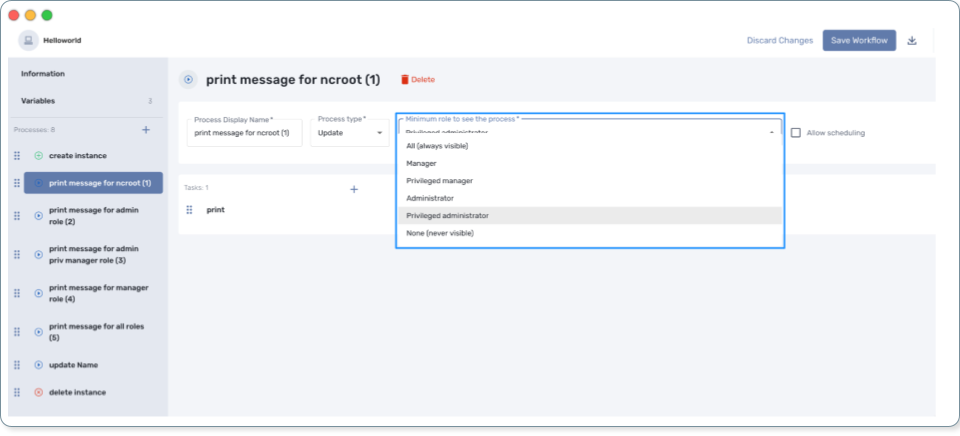 Helloworld
Discard Changes
Save Workflow
Information
Variables
Processes: 8
create instance
print message for ncroot (1)
print message for admin
role (2)
print message for admin
priv manager role (3)
print message for manager
role (4)
print message for all roles
(5)
update Name
delete instance
print message for ncroot (1)
Delete
Process Display Name*
print message for ncroot (1)
Process type*
Update
Minimum role to see the process*
Privileged administrator
Allow scheduling
All (always visible)
Manager
Privileged manager
Administrator
Privileged administrator
None (never visible)
Tasks: 1
print